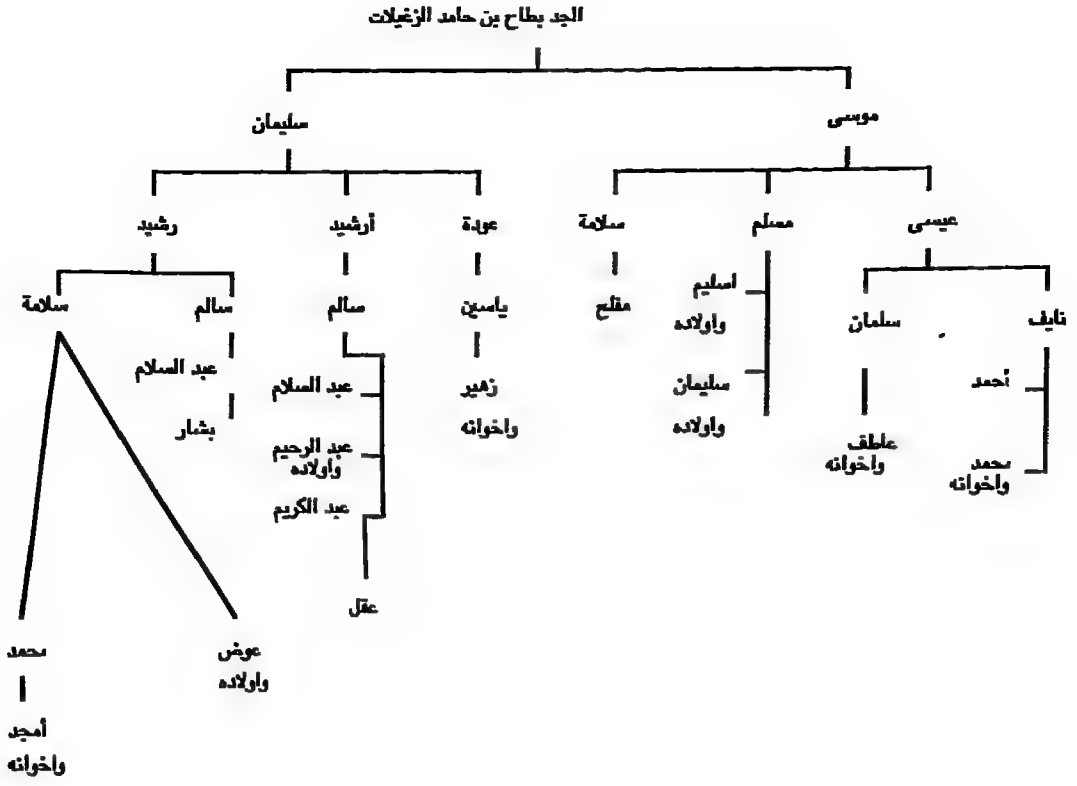 الجد بطاح بن حامد الزغيلات
موسى
سليمان
عيسى
مسلم
سلامة
عودة
أرشيد
رشيد
نايف
سلمان
اسليم
واولاده
مفلح
ياسين
سالم
سالم
سلامة
أحمد
سليمان
واولاده
زهير
واخوانه
عبد السلام
عبد السلام
بشار
محمد
واخوانه
عاطف
واخوانه
عبد الرحيم
واولاده
عبد الكريم
عقل
عوض
واولاده
محمد
أمجد
واخوانه